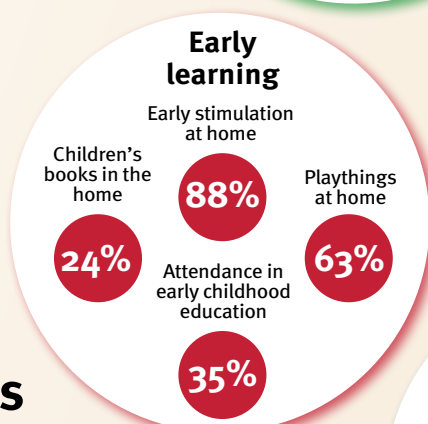 Early
learning
Early stimulation
at home
88%
Children's
books in the
home
24%
Playthings
at home
63%
Attendance in
early childhood
education
35%
s